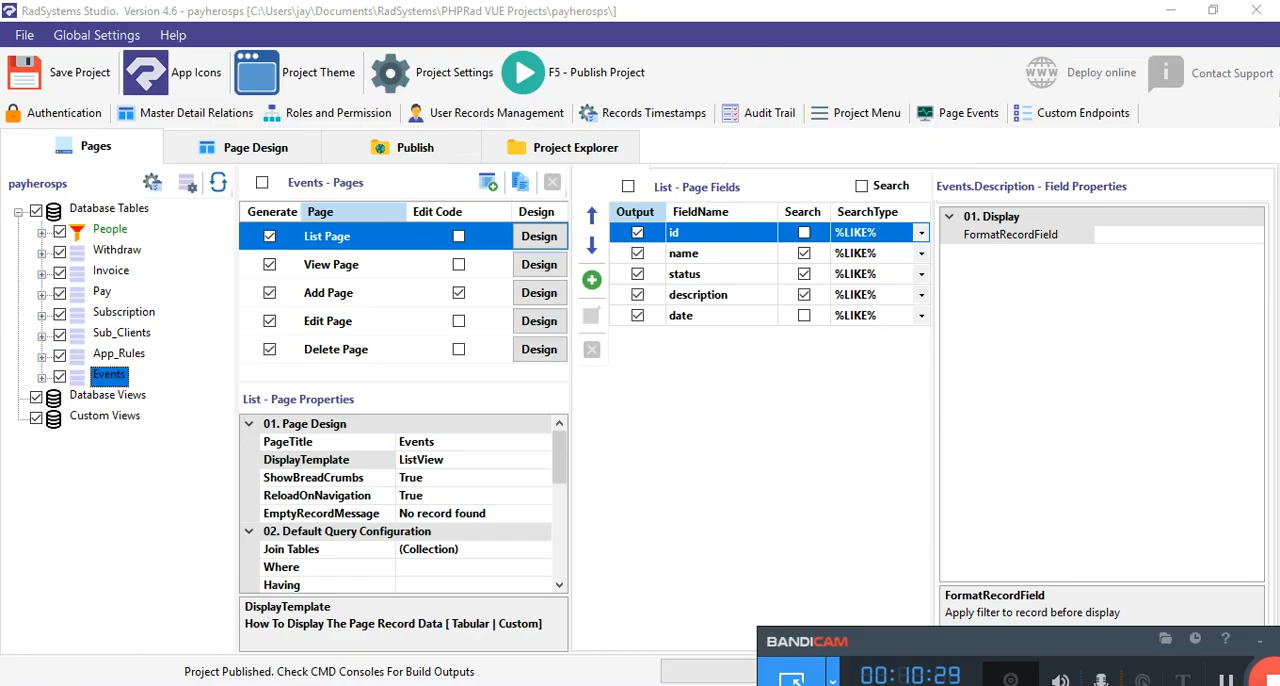 RadSystems Studio. Version 4.6 - payherosps [C:\Users\jay\Documents\RadSystems\PHPRad VUE Projects\payherosps\]
File Global Settings Help
Save Project App Icons Project Theme Project Settings F5 - Publish Project WWW Deploy online Contact Support
Authentication Master Detail Relations Roles and Permission User Records Management Records Timestamps Audit Trail Project Menu Page Events Custom Endpoints
Pages Page Design Publish Project Explorer
payherosps
Database Tables
People
Withdraw
Invoice
Pay
Subscription
Sub_Clients
App_Rules
Events
Database Views
Custom Views
Events - Pages
Generate Page Edit Code Design
List Page Design
View Page Design
Add Page Design
Edit Page Design
Delete Page Design
List - Page Properties
01. Page Design
PageTitle Events
DisplayTemplate ListView
ShowBreadCrumbs True
ReloadOnNavigation True
EmptyRecordMessage No record found
02. Default Query Configuration
Join Tables (Collection)
Where
Having
DisplayTemplate
How To Display The Page Record Data [ Tabular | Custom]
List - Page Fields Search
Output FieldName Search SearchType
id %LIKE%
name %LIKE%
status %LIKE%
description %LIKE%
date %LIKE%
Events.Description - Field Properties
01. Display
FormatRecordField
FormatRecordField
Apply filter to record before display
Project Published. Check CMD Consoles For Build Outputs
BANDICAM
00:10:29